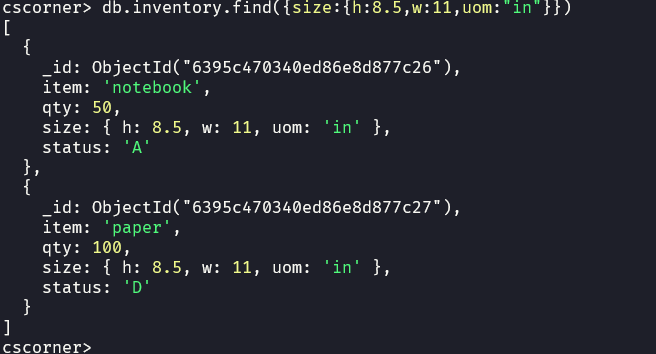 cscorner> db.inventory.find({size:{h:8.5,w:11,uom:"in"}})
[
  {
    _id: ObjectId("6395c470340ed86e8d877c26"),
    item: 'notebook',
    qty: 50,
    size: { h: 8.5, w: 11, uom: 'in' },
    status: 'A'
  },
  {
    _id: ObjectId("6395c470340ed86e8d877c27"),
    item: 'paper',
    qty: 100,
    size: { h: 8.5, w: 11, uom: 'in' },
    status: 'D'
  }
]
cscorner>